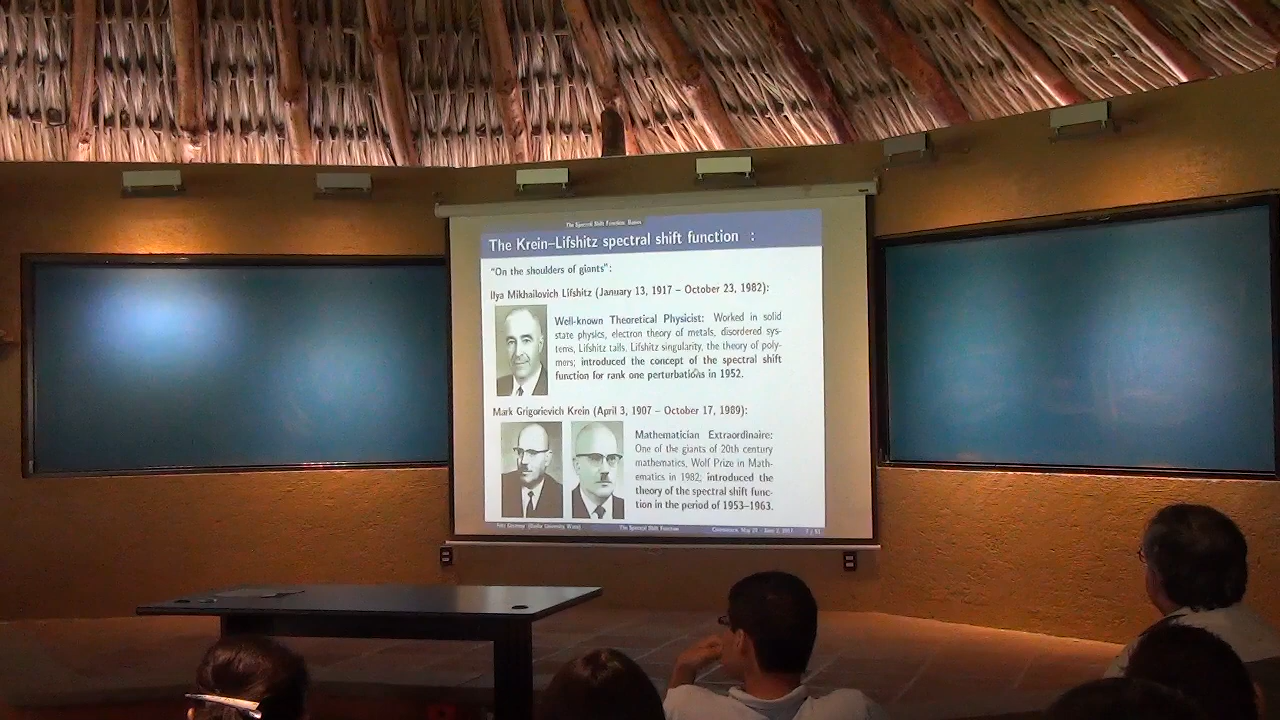 The Spectral Shift Function: Basics
The Krein–Lifshitz spectral shift function :
"On the shoulders of giants":
Ilya Mikhailovich Lifshitz (January 13, 1917 – October 23, 1982):
Well-known Theoretical Physicist: Worked in solid
state physics, electron theory of metals, disordered sys-
tems, Lifshitz tails, Lifshitz singularity, the theory of poly-
mers; introduced the concept of the spectral shift
function for rank one perturbations in 1952.
Mark Grigorievich Krein (April 3, 1907 – October 17, 1989):
Mathematician Extraordinaire:
One of the giants of 20th century
mathematics, Wolf Prize in Math-
ematics in 1982; introduced the
theory of the spectral shift func-
tion in the period of 1953–1963.
The Spectral Shift Function